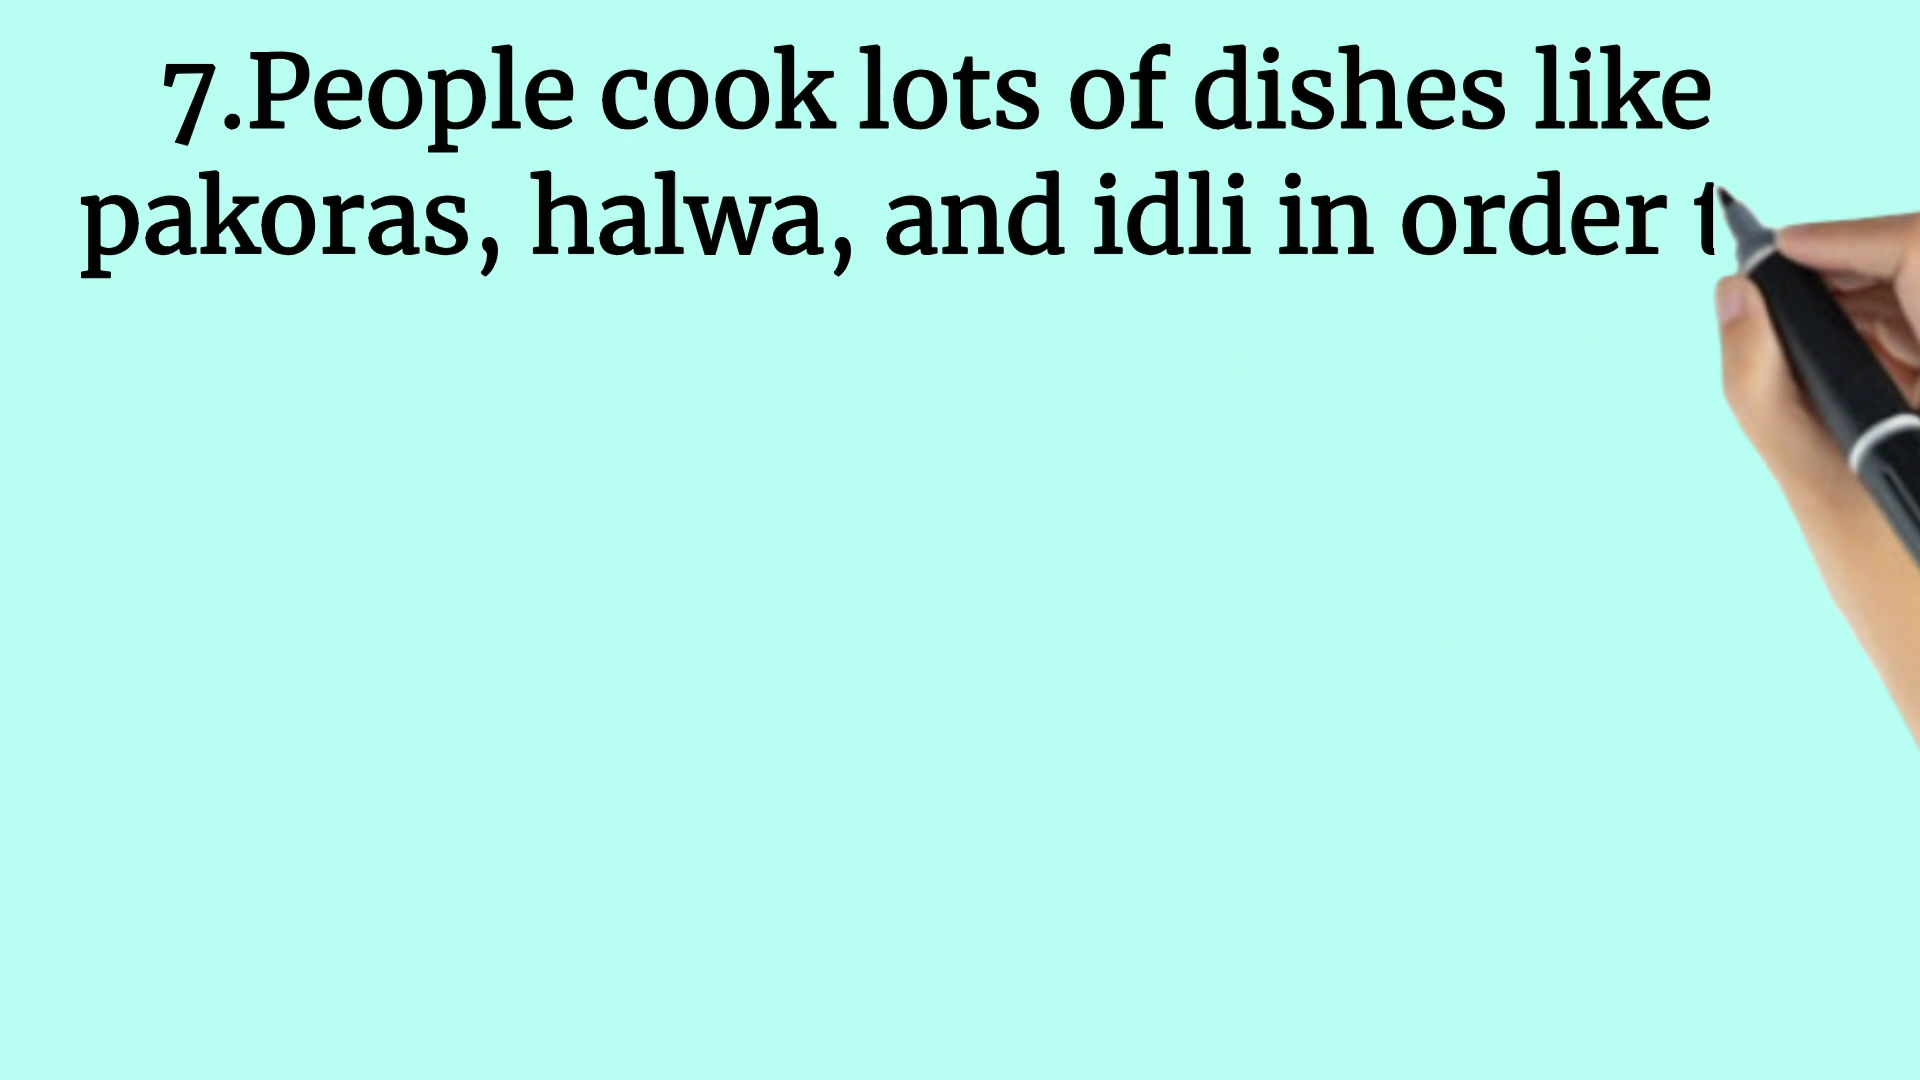 7.People cook lots of dishes like
pakoras, halwa, and idli in order